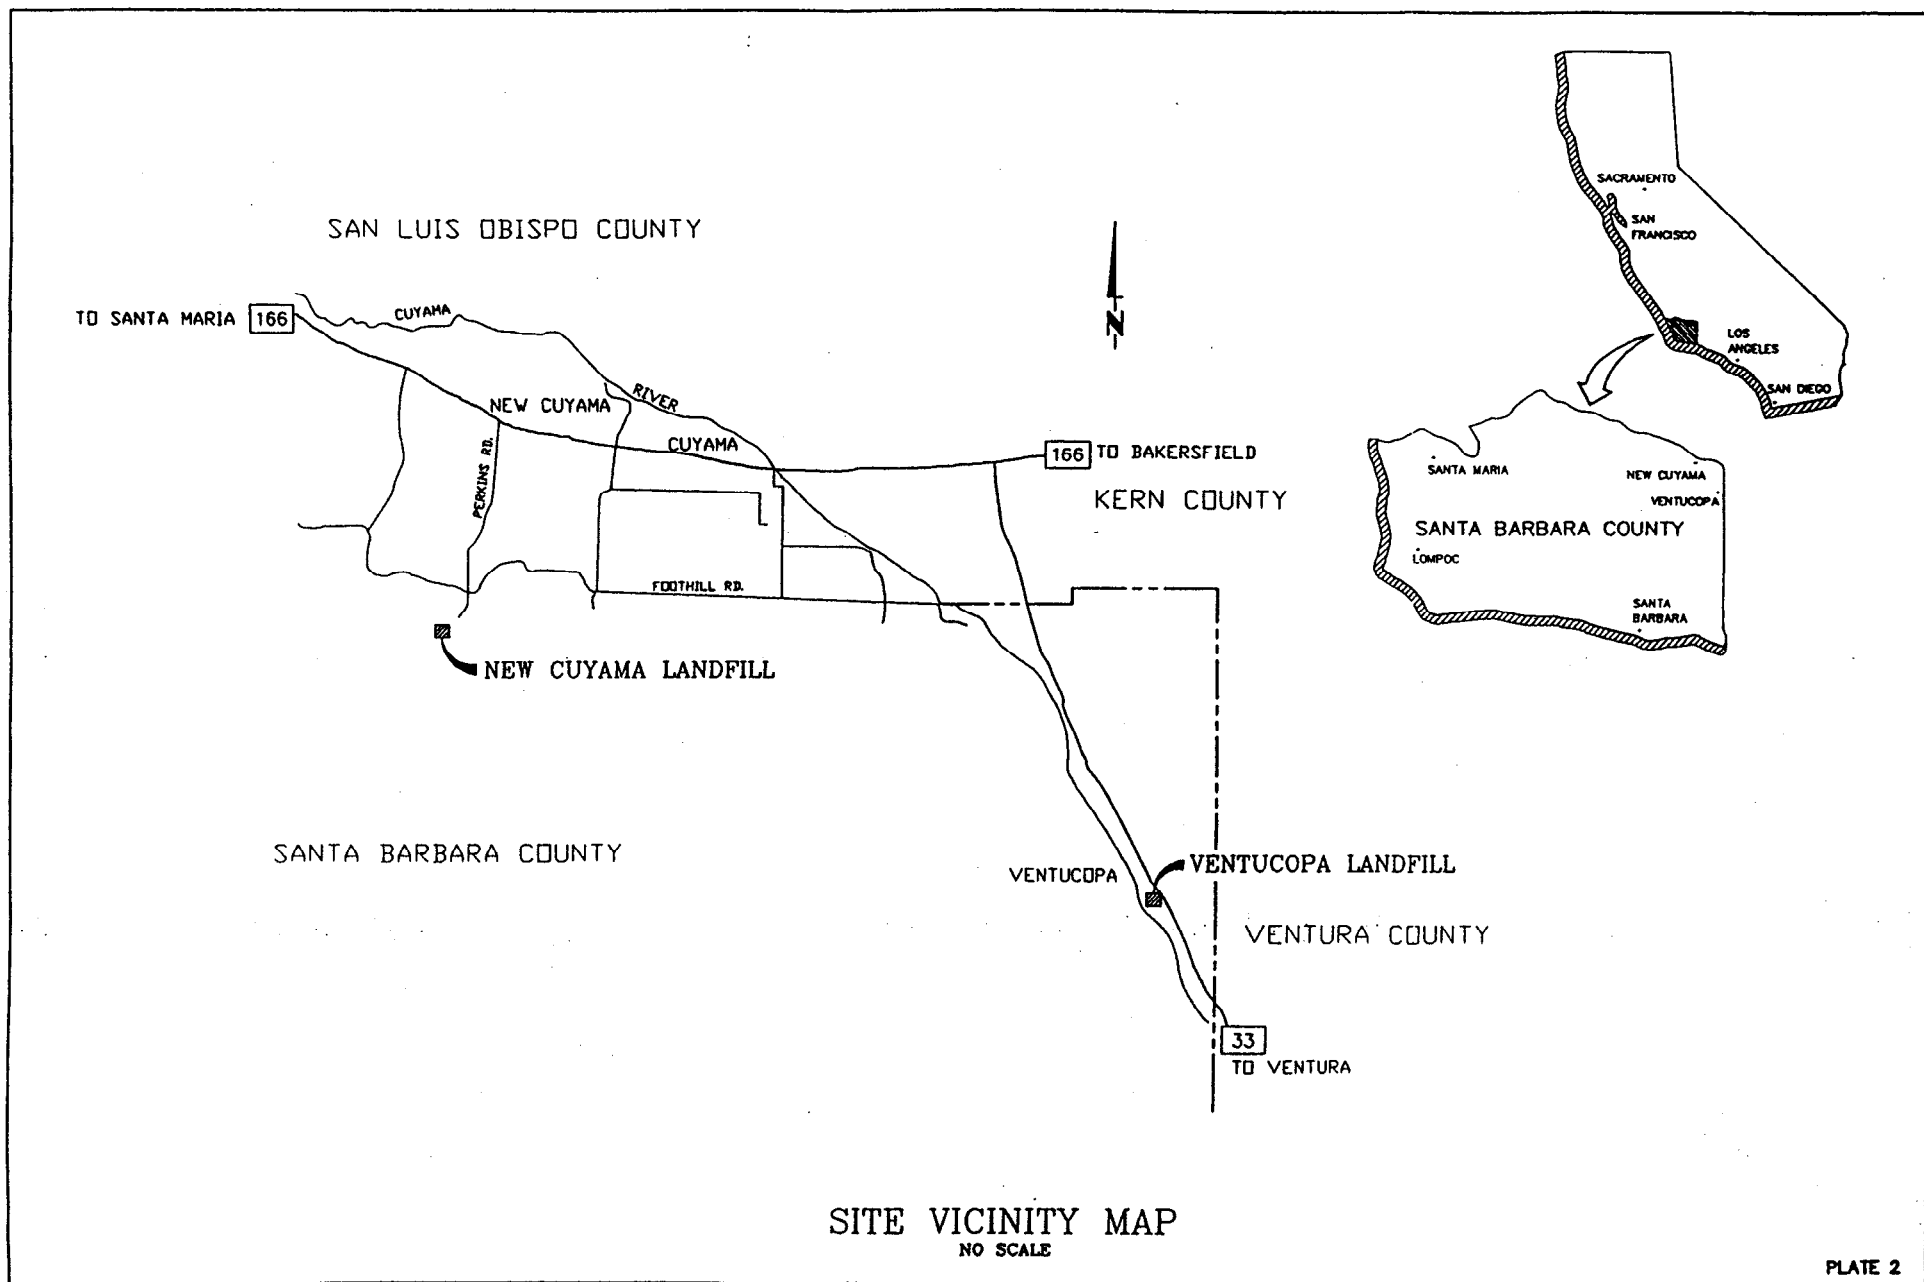 SAN LUIS OBISPO COUNTY
TO SANTA MARIA 166
CUYAMA
RIVER
N
NEW CUYAMA
CUYAMA
166 TO BAKERSFIELD
KERN COUNTY
PERKINS RD.
FOOTHILL RD.
NEW CUYAMA LANDFILL
SANTA BARBARA COUNTY
VENTUCOPA
VENTUCOPA LANDFILL
VENTURA COUNTY
33
TO VENTURA
SACRAMENTO
SAN
FRANCISCO
LOS
ANGELES
SAN DIEGO
SANTA MARIA
NEW CUYAMA
VENTUCOPA
SANTA BARBARA COUNTY
LOMPOC
SANTA
BARBARA
SITE VICINITY MAP
NO SCALE
PLATE 2